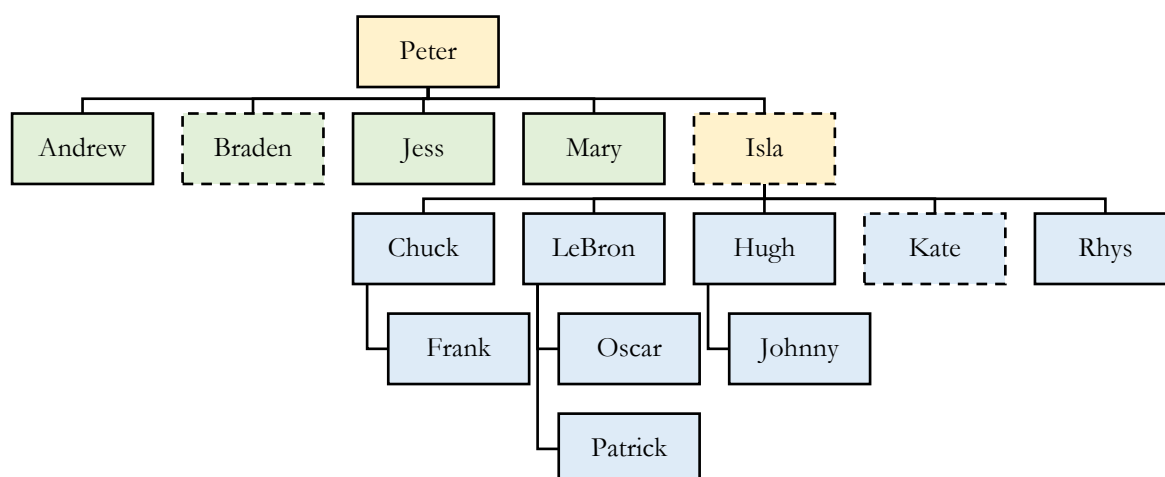 Peter
Andrew
Braden
Jess
Mary
Isla
Chuck
LeBron
Hugh
Kate
Rhys
Frank
Oscar
Johnny
Patrick